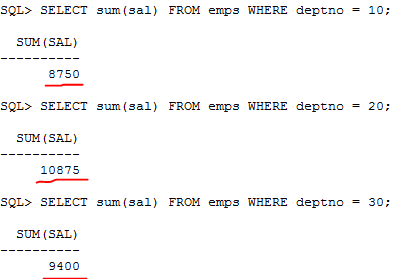 SQL> SELECT sum(sal) FROM emps WHERE deptno = 10;
SUM(SAL)
----------
8750
SQL> SELECT sum(sal) FROM emps WHERE deptno = 20;
SUM(SAL)
----------
10875
SQL> SELECT sum(sal) FROM emps WHERE deptno = 30;
SUM(SAL)
----------
9400